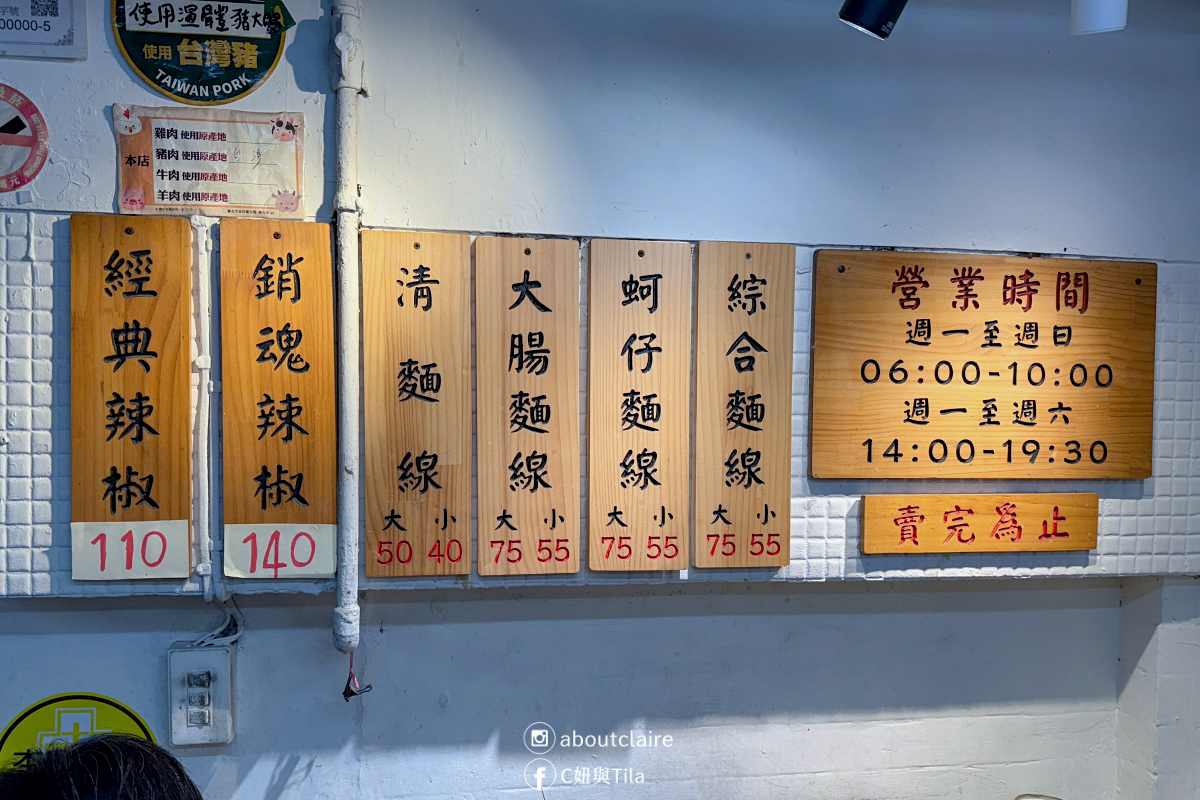 字號
00000-5
使用溫體豬大腸
使用台灣豬
TAIWAN PORK
本店
雞肉使用原產地
豬肉使用原產地 台灣
牛肉使用原產地
羊肉使用原產地
經典辣椒
110
銷魂辣椒
140
清麵線
大 小
50 40
大腸麵線
大 小
75 55
蚵仔麵線
大 小
75 55
綜合麵線
大 小
75 55
營業時間
週一至週日
06:00-10:00
週一至週六
14:00-19:30
賣完為止
aboutclaire
C妞與Tila